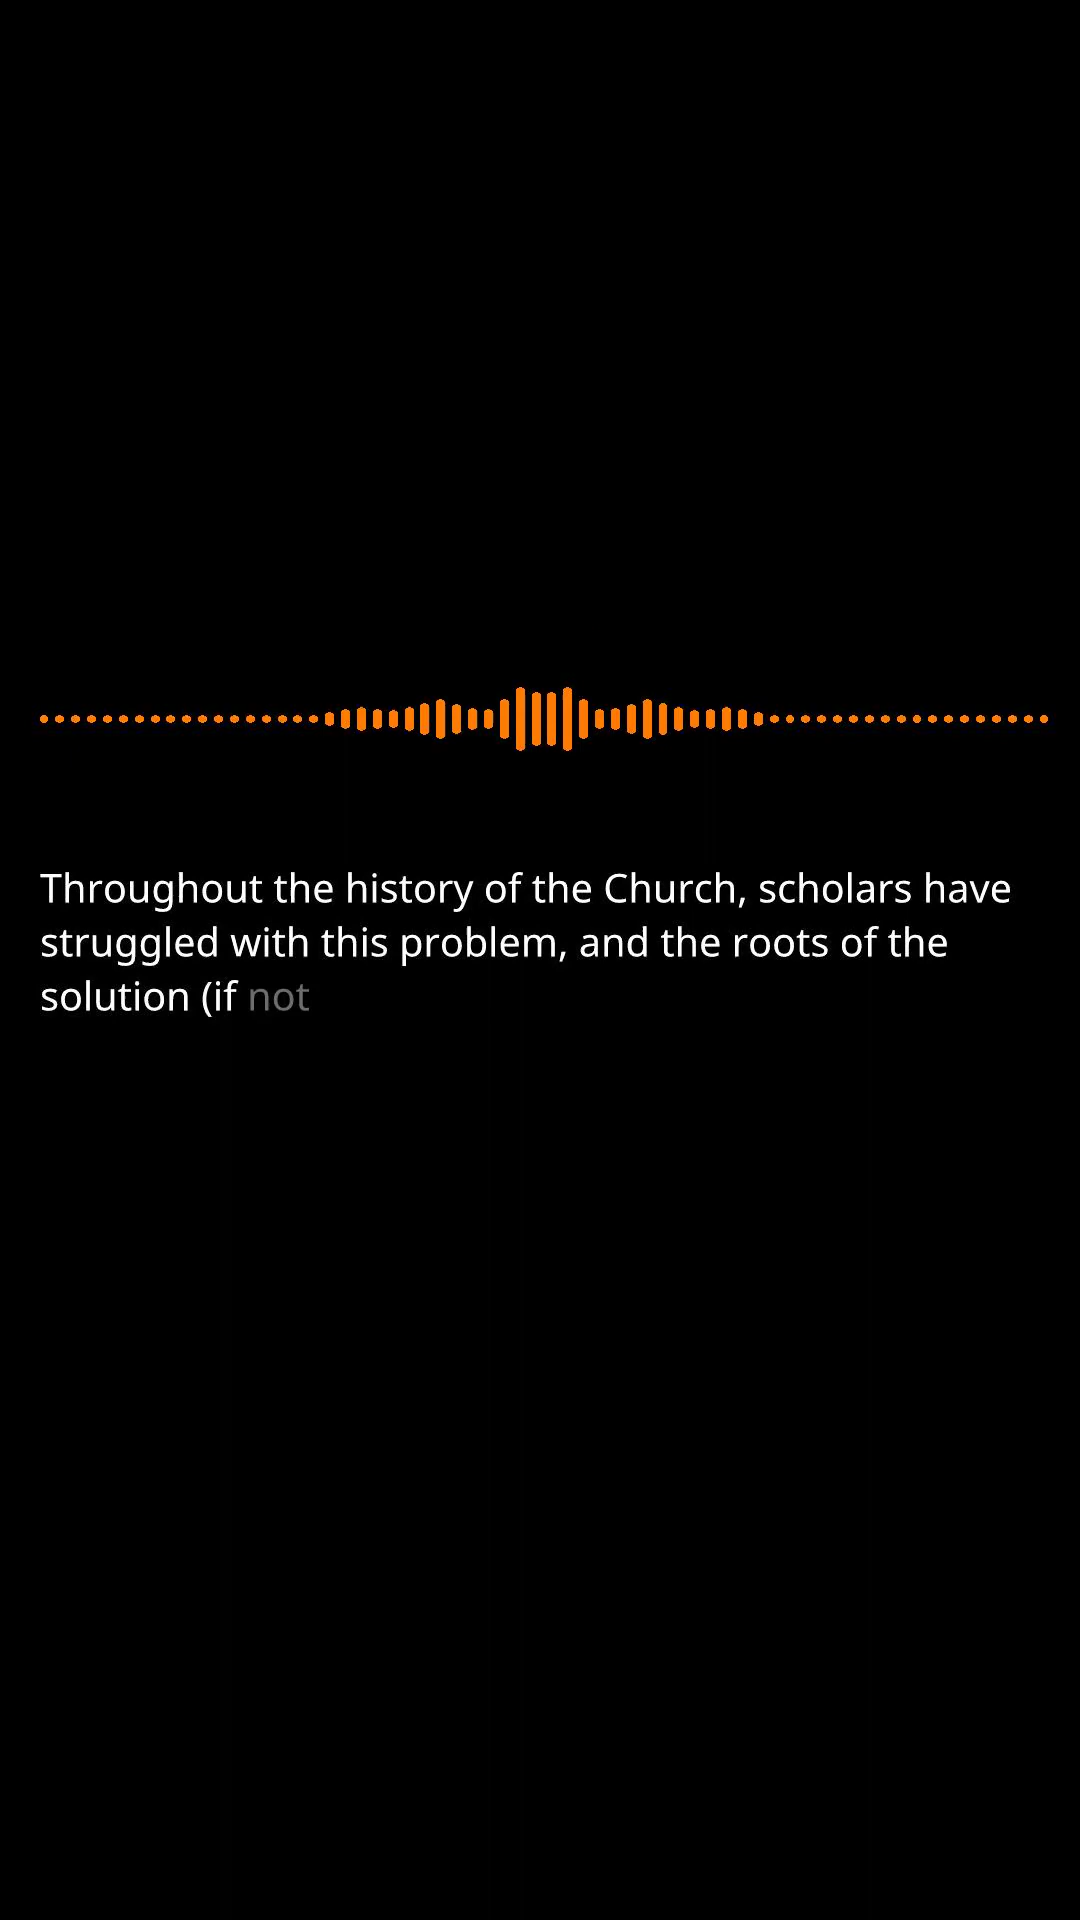 Throughout the history of the Church, scholars have
struggled with this problem, and the roots of the
solution (if not